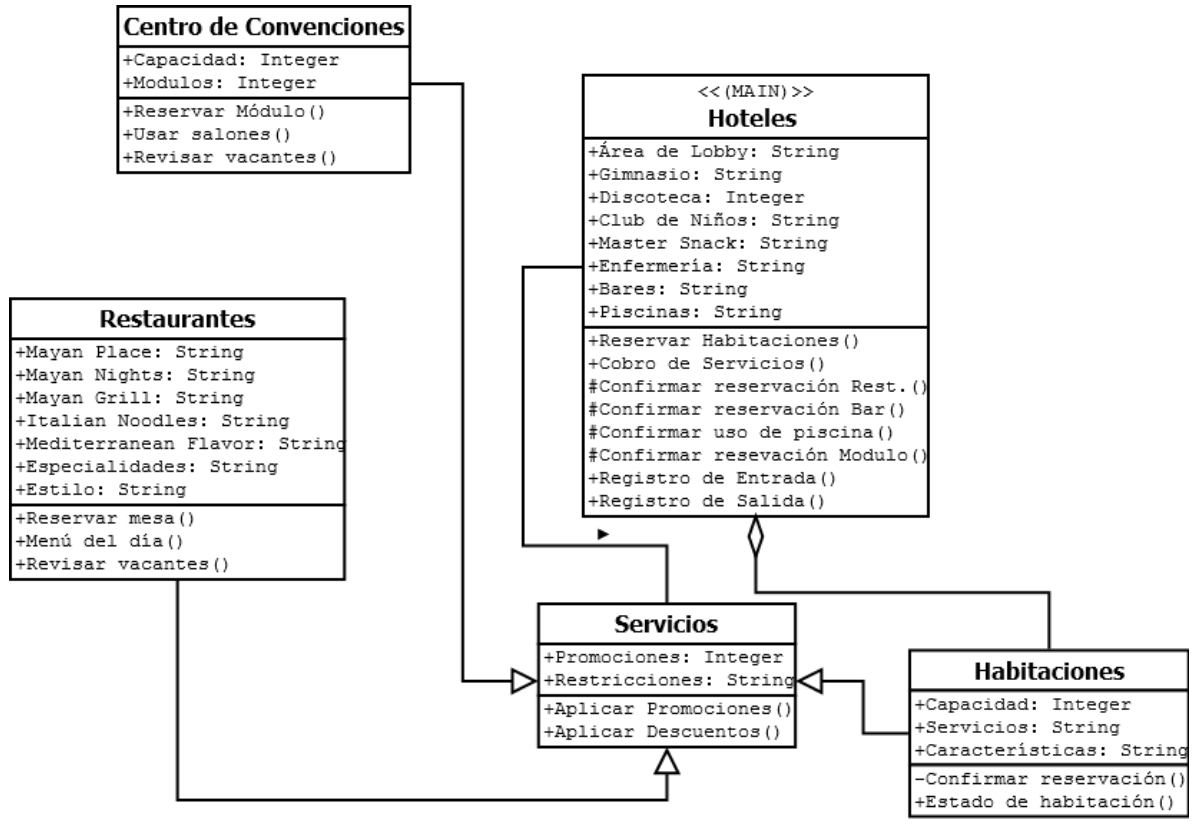 Centro de Convenciones
+Capacidad: Integer
+Modulos: Integer
+Reservar Módulo()
+Usar salones()
+Revisar vacantes()
<<(MAIN)>>
Hoteles
+Área de Lobby: String
+Gimnasio: String
+Discoteca: Integer
+Club de Niños: String
+Master Snack: String
+Enfermería: String
+Bares: String
+Piscinas: String
+Reservar Habitaciones()
+Cobro de Servicios()
#Confirmar reservación Rest.()
#Confirmar reservación Bar()
#Confirmar uso de piscina()
#Confirmar resevación Modulo()
+Registro de Entrada()
+Registro de Salida()
Restaurantes
+Mayan Place: String
+Mayan Nights: String
+Mayan Grill: String
+Italian Noodles: String
+Mediterranean Flavor: String
+Especialidades: String
+Estilo: String
+Reservar mesa()
+Menú del día()
+Revisar vacantes()
Servicios
+Promociones: Integer
+Restricciones: String
+Aplicar Promociones()
+Aplicar Descuentos()
Habitaciones
+Capacidad: Integer
+Servicios: String
+Características: String
-Confirmar reservación()
+Estado de habitación()